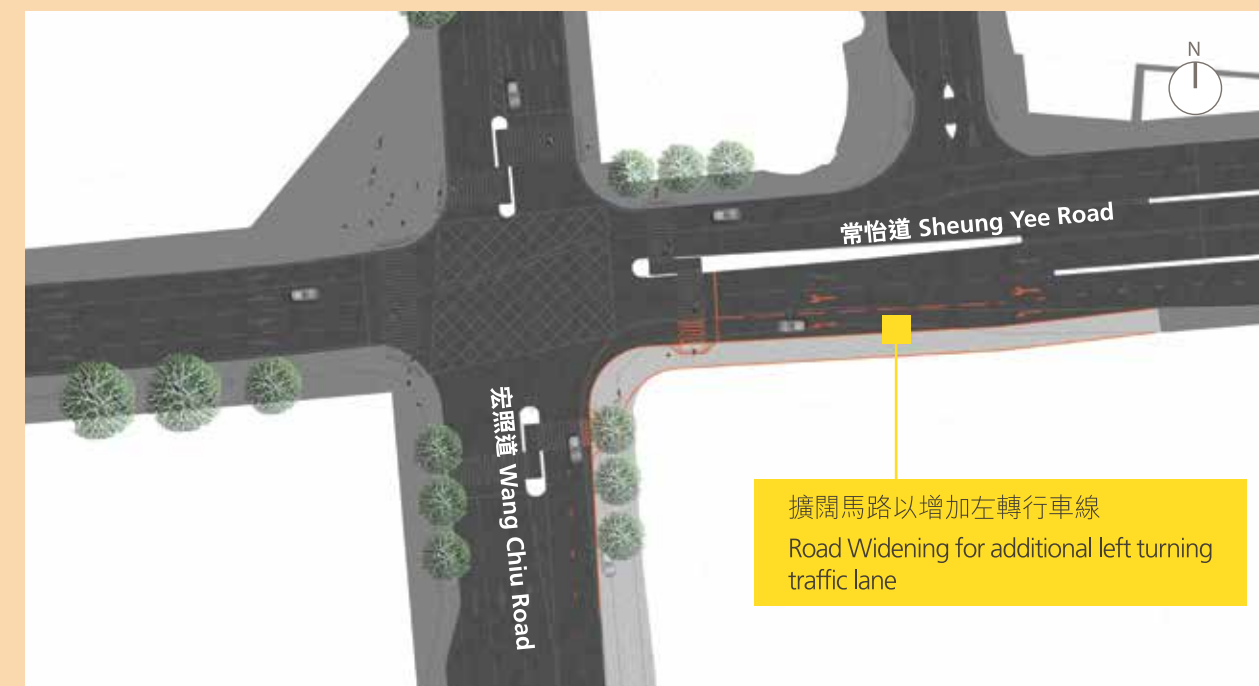 N
常怡道 Sheung Yee Road
宏照道 Wang Chiu Road
擴闊馬路以增加左轉行車線
Road Widening for additional left turning
traffic lane